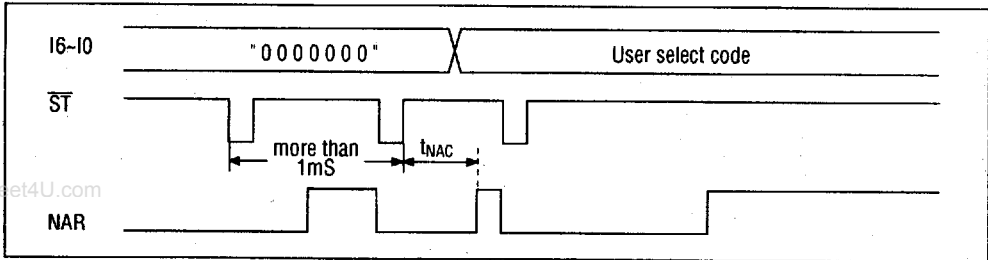 I6~I0
"0000000"
User select code
ST
more than
1mS
tNAC
et4U.com
NAR